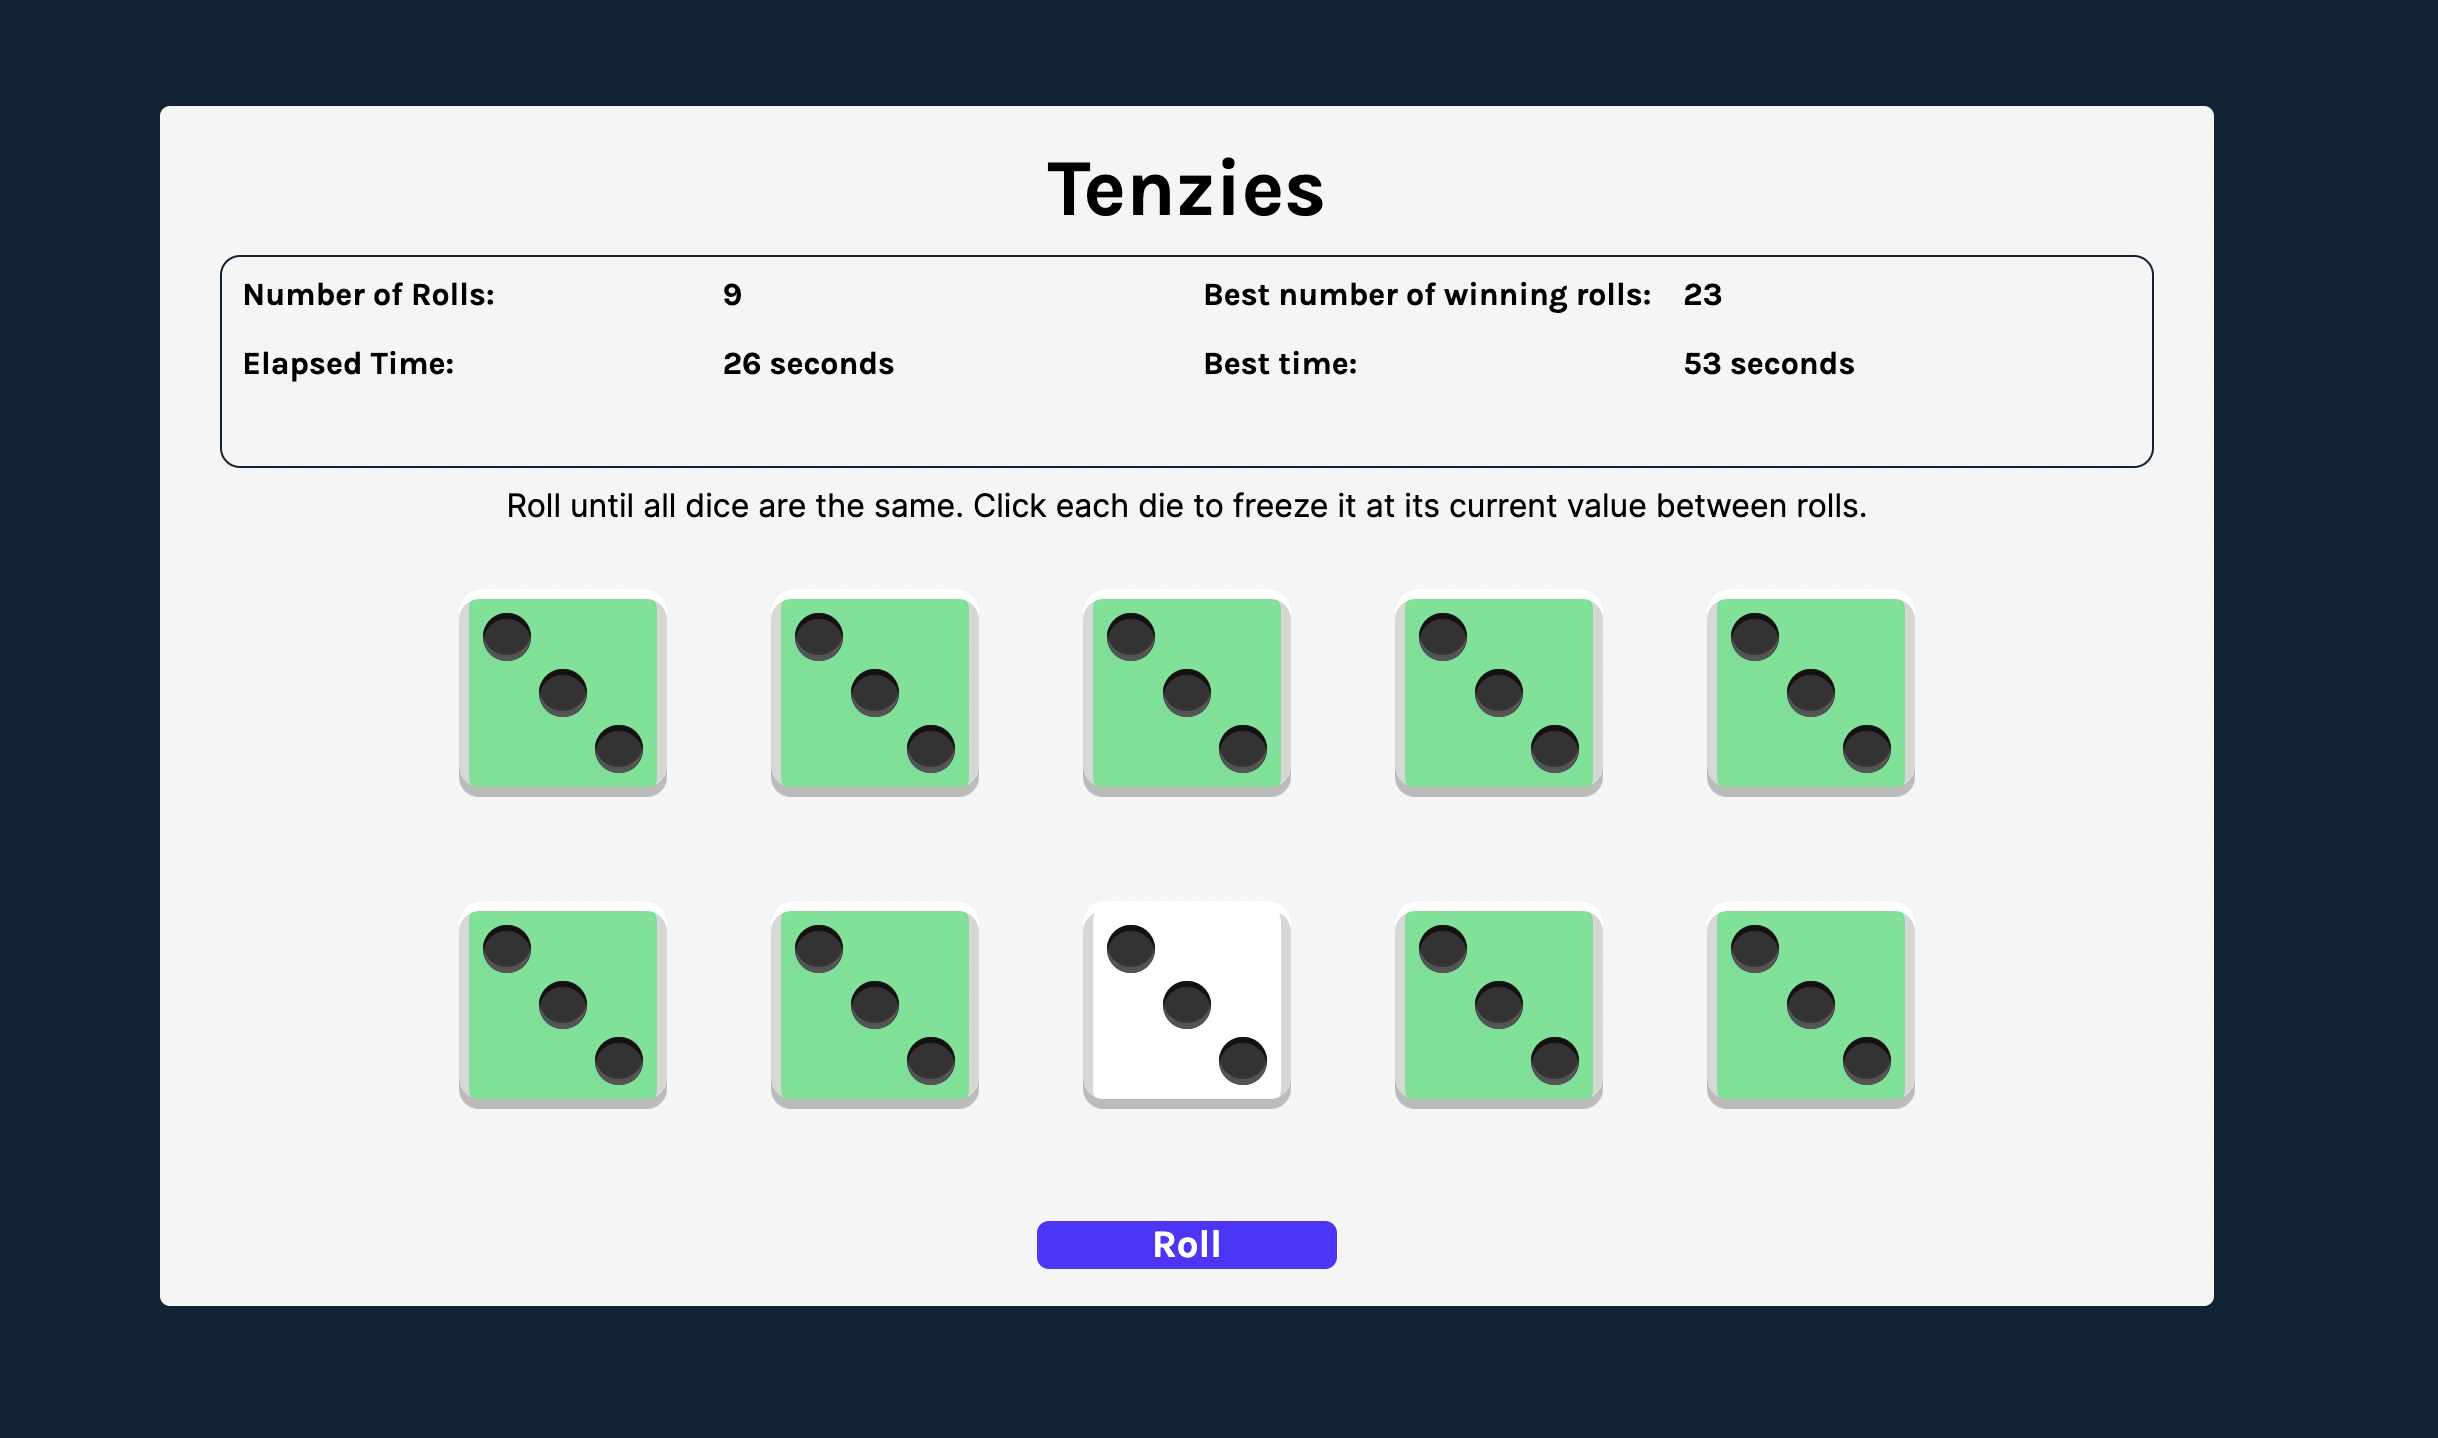 Tenzies
Number of Rolls: 9 Best number of winning rolls: 23
Elapsed Time: 26 seconds Best time: 53 seconds
Roll until all dice are the same. Click each die to freeze it at its current value between rolls.
Roll